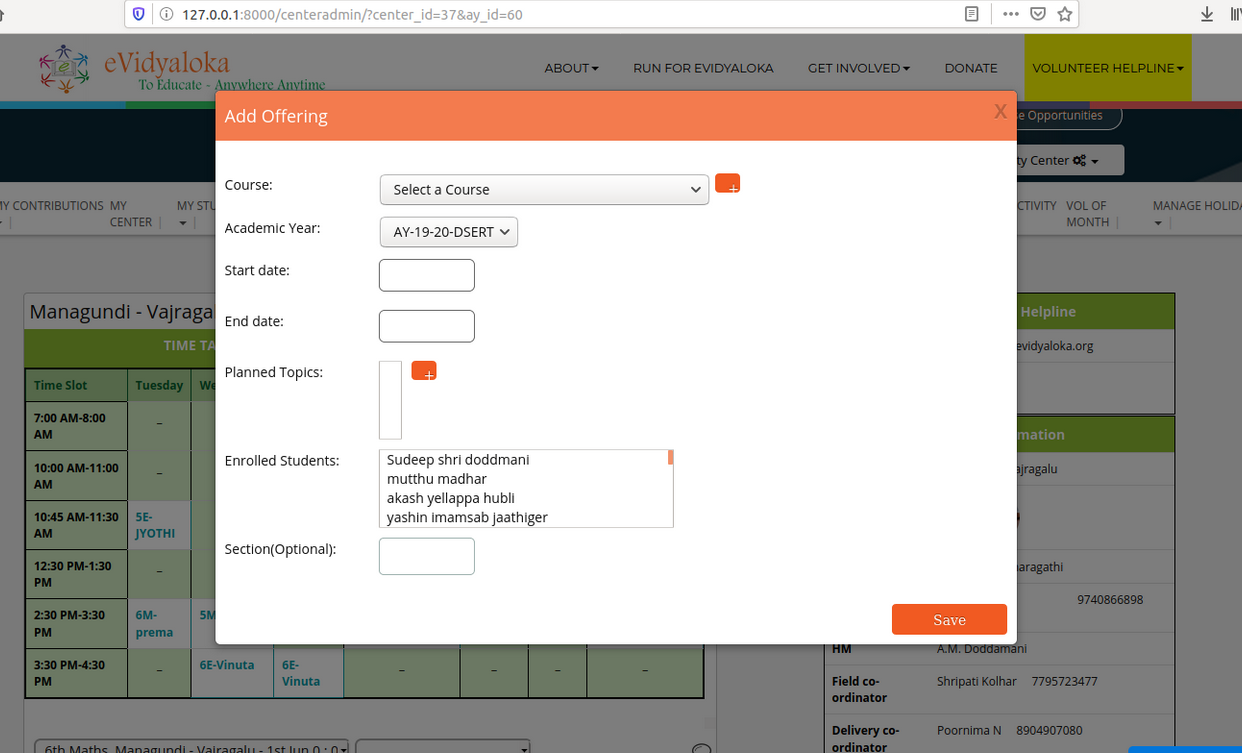 127.0.0.1:8000/centeradmin/?center_id=37&ay_id=60
eVidyaloka
To Educate - Anywhere Anytime
ABOUT
RUN FOR EVIDYALOKA
GET INVOLVED
DONATE
VOLUNTEER HELPLINE
Add Offering
X
e Opportunities
ty Center
MY CONTRIBUTIONS
MY CENTER
MY STU
CTIVITY
VOL OF MONTH
MANAGE HOLIDA
Course:
Select a Course
+
Academic Year:
AY-19-20-DSERT
Start date:
End date:
Planned Topics:
+
Enrolled Students:
Sudeep shri doddmani
mutthu madhar
akash yellappa hubli
yashin imamsab jaathiger
Section(Optional):
Save
Managundi - Vajraga
TIME TA
Time Slot
Tuesday
We
7:00 AM-8:00 AM
–
10:00 AM-11:00 AM
–
10:45 AM-11:30 AM
5E-JYOTHI
12:30 PM-1:30 PM
–
2:30 PM-3:30 PM
6M-prema
5M
3:30 PM-4:30 PM
–
6E-Vinuta
6E-Vinuta
–
–
–
–
Helpline
evidyaloka.org
mation
ajragalu
naragathi
9740866898
HM
A.M. Doddamani
Field co-ordinator
Shripati Kolhar 7795723477
Delivery co-ordinator
Poornima N 8904907080
6th Maths, Managundi - Vajragalu - 1st Jun 0 : 0